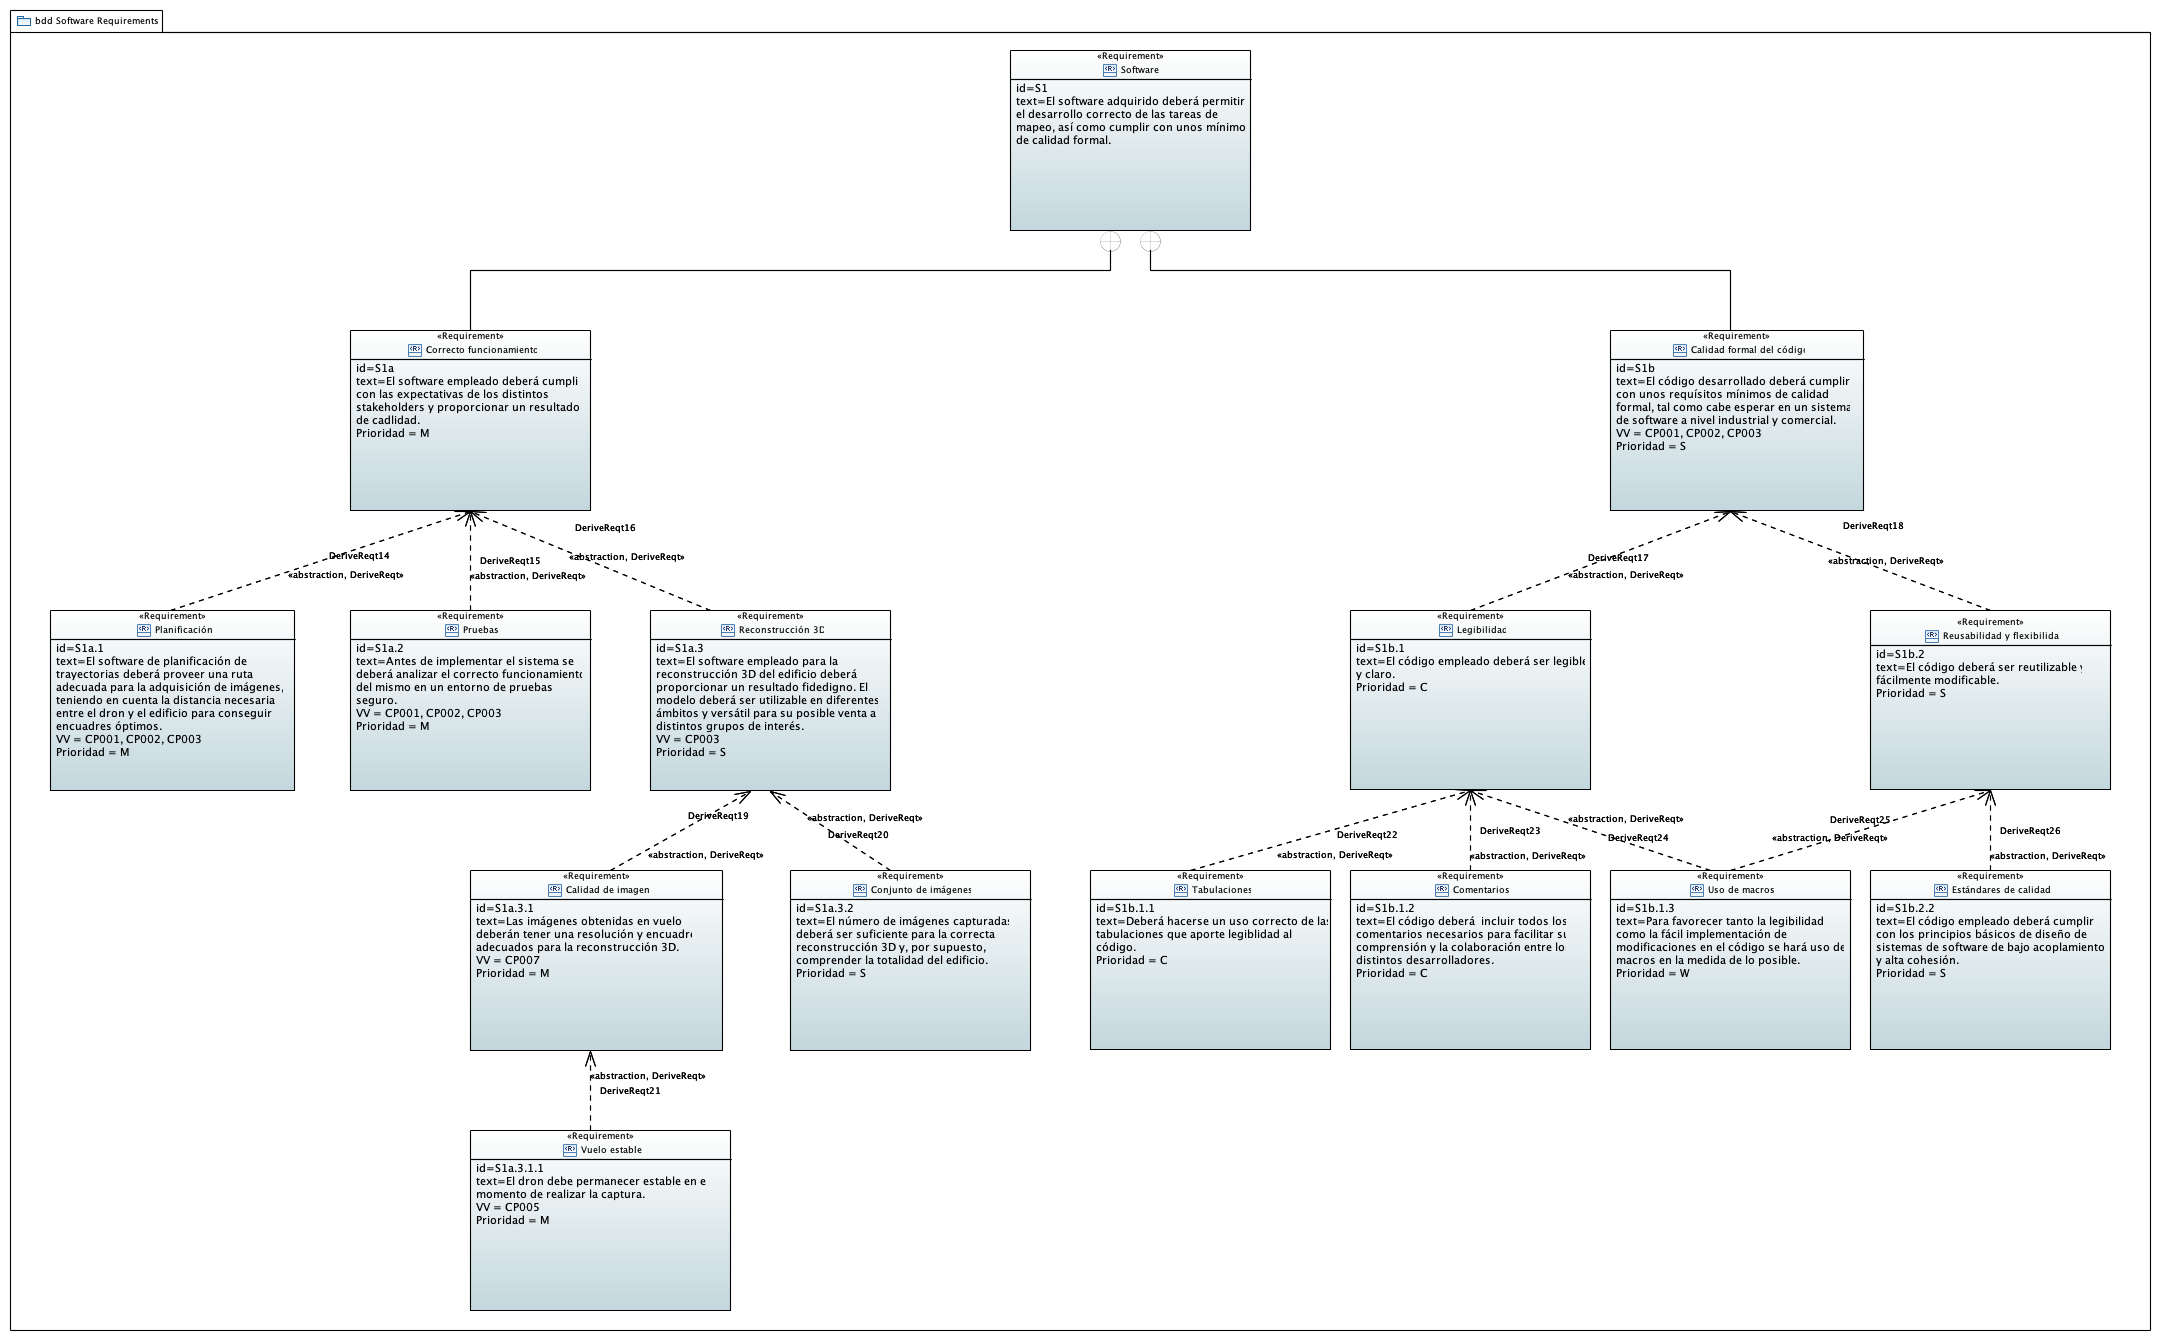 bdd Software Requirements
«Requirement»
Software
id=S1
text=El software adquirido deberá permitir
el desarrollo correcto de las tareas de
mapeo, así como cumplir con unos mínimo
de calidad formal.
«Requirement»
Correcto funcionamiento
id=S1a
text=El software empleado deberá cumpli
con las expectativas de los distintos
stakeholders y proporcionar un resultado
de cadlidad.
Prioridad = M
«Requirement»
Calidad formal del código
id=S1b
text=El código desarrollado deberá cumplir
con unos requísitos mínimos de calidad
formal, tal como cabe esperar en un sistema
de software a nivel industrial y comercial.
VV = CP001, CP002, CP003
Prioridad = S
DeriveReqt14
«abstraction, DeriveReqt»
DeriveReqt15
«abstraction, DeriveReqt»
DeriveReqt16
«abstraction, DeriveReqt»
DeriveReqt17
«abstraction, DeriveReqt»
DeriveReqt18
«abstraction, DeriveReqt»
«Requirement»
Planificación
id=S1a.1
text=El software de planificación de
trayectorias deberá proveer una ruta
adecuada para la adquisición de imágenes,
teniendo en cuenta la distancia necesaria
entre el dron y el edificio para conseguir
encuadres óptimos.
VV = CP001, CP002, CP003
Prioridad = M
«Requirement»
Pruebas
id=S1a.2
text=Antes de implementar el sistema se
deberá analizar el correcto funcionamiento
del mismo en un entorno de pruebas
seguro.
VV = CP001, CP002, CP003
Prioridad = M
«Requirement»
Reconstrucción 3D
id=S1a.3
text=El software empleado para la
reconstrucción 3D del edificio deberá
proporcionar un resultado fidedigno. El
modelo deberá ser utilizable en diferentes
ámbitos y versátil para su posible venta a
distintos grupos de interés.
VV = CP003
Prioridad = S
«Requirement»
Legibilidad
id=S1b.1
text=El código empleado deberá ser legible
y claro.
Prioridad = C
«Requirement»
Reusabilidad y flexibilida
id=S1b.2
text=El código deberá ser reutilizable y
fácilmente modificable.
Prioridad = S
DeriveReqt19
«abstraction, DeriveReqt»
«abstraction, DeriveReqt»
DeriveReqt20
DeriveReqt22
«abstraction, DeriveReqt»
DeriveReqt23
«abstraction, DeriveReqt»
«abstraction, DeriveReqt»
DeriveReqt24
DeriveReqt25
«abstraction, DeriveReqt»
DeriveReqt26
«abstraction, DeriveReqt»
«Requirement»
Calidad de imagen
id=S1a.3.1
text=Las imágenes obtenidas en vuelo
deberán tener una resolución y encuadre
adecuados para la reconstrucción 3D.
VV = CP007
Prioridad = M
«Requirement»
Conjunto de imágenes
id=S1a.3.2
text=El número de imágenes capturadas
deberá ser suficiente para la correcta
reconstrucción 3D y, por supuesto,
comprender la totalidad del edificio.
Prioridad = S
«Requirement»
Tabulaciones
id=S1b.1.1
text=Deberá hacerse un uso correcto de las
tabulaciones que aporte legiblidad al
código.
Prioridad = C
«Requirement»
Comentarios
id=S1b.1.2
text=El código deberá  incluir todos los
comentarios necesarios para facilitar su
comprensión y la colaboración entre lo
distintos desarrolladores.
Prioridad = C
«Requirement»
Uso de macros
id=S1b.1.3
text=Para favorecer tanto la legibilidad
como la fácil implementación de
modificaciones en el código se hará uso de
macros en la medida de lo posible.
Prioridad = W
«Requirement»
Estándares de calidad
id=S1b.2.2
text=El código empleado deberá cumplir
con los principios básicos de diseño de
sistemas de software de bajo acoplamiento
y alta cohesión.
Prioridad = S
«abstraction, DeriveReqt»
DeriveReqt21
«Requirement»
Vuelo estable
id=S1a.3.1.1
text=El dron debe permanecer estable en e
momento de realizar la captura.
VV = CP005
Prioridad = M